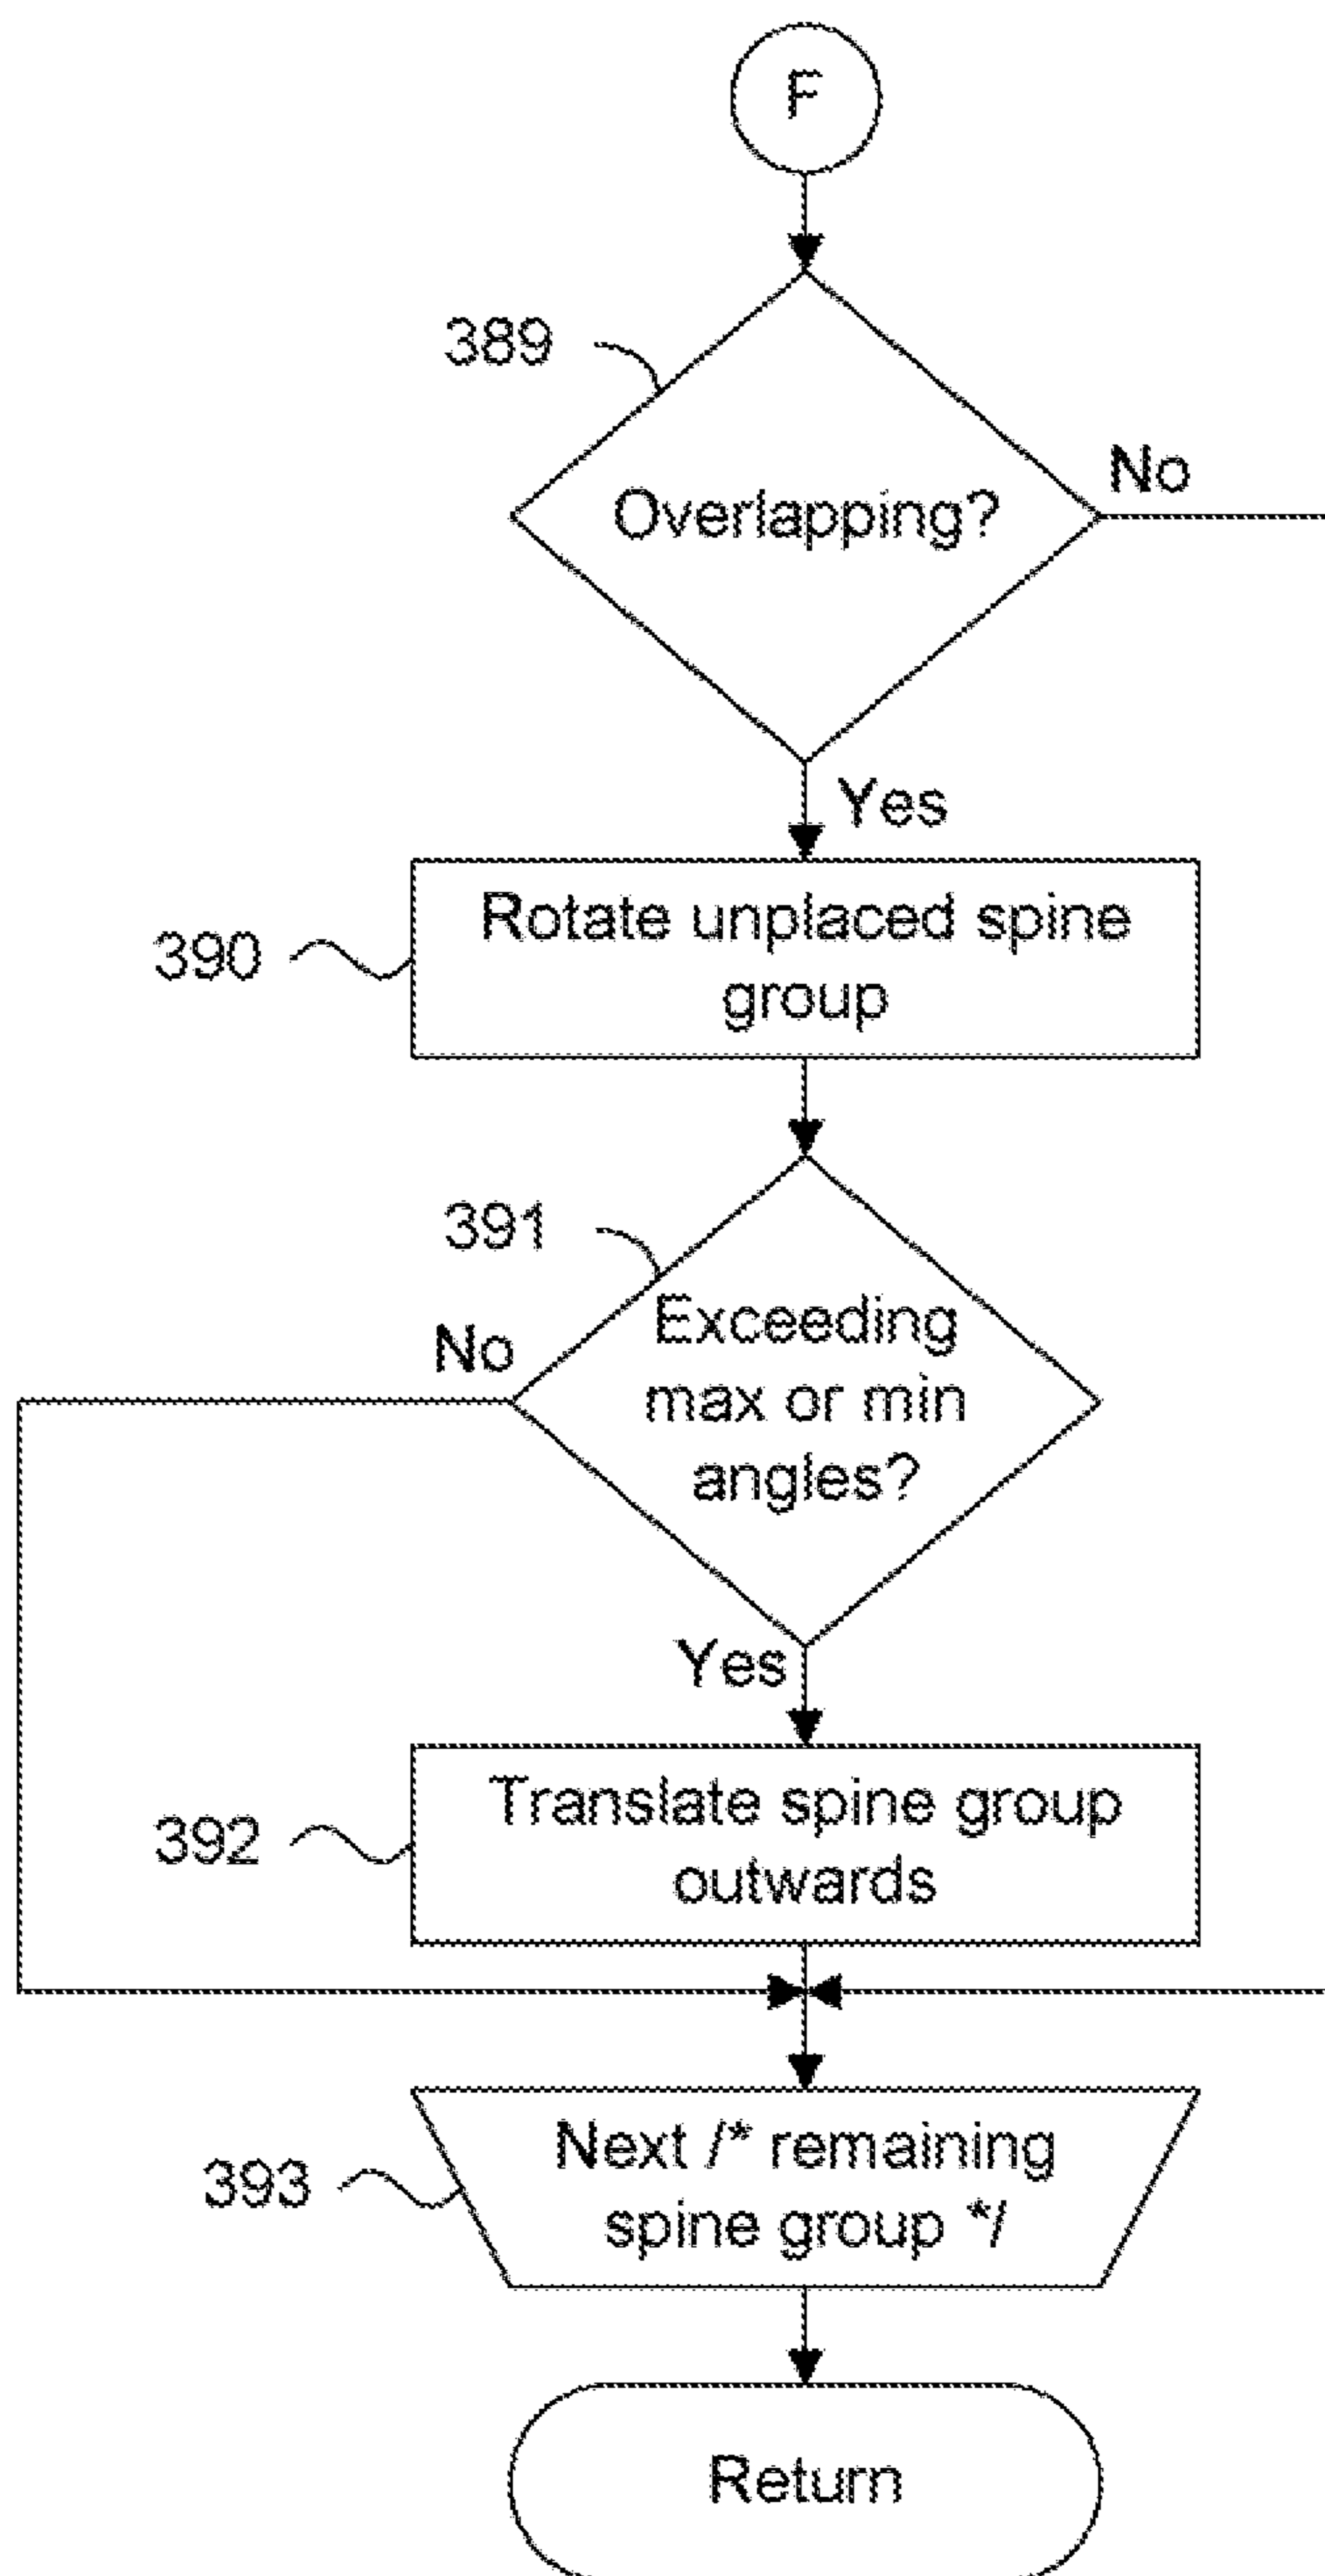 F
389
Overlapping?
No
Yes
390
Rotate unplaced spine
group
391
No
Exceeding
max or min
angles?
Yes
392
Translate spine group
outwards
393
Next /* remaining
spine group */
Return